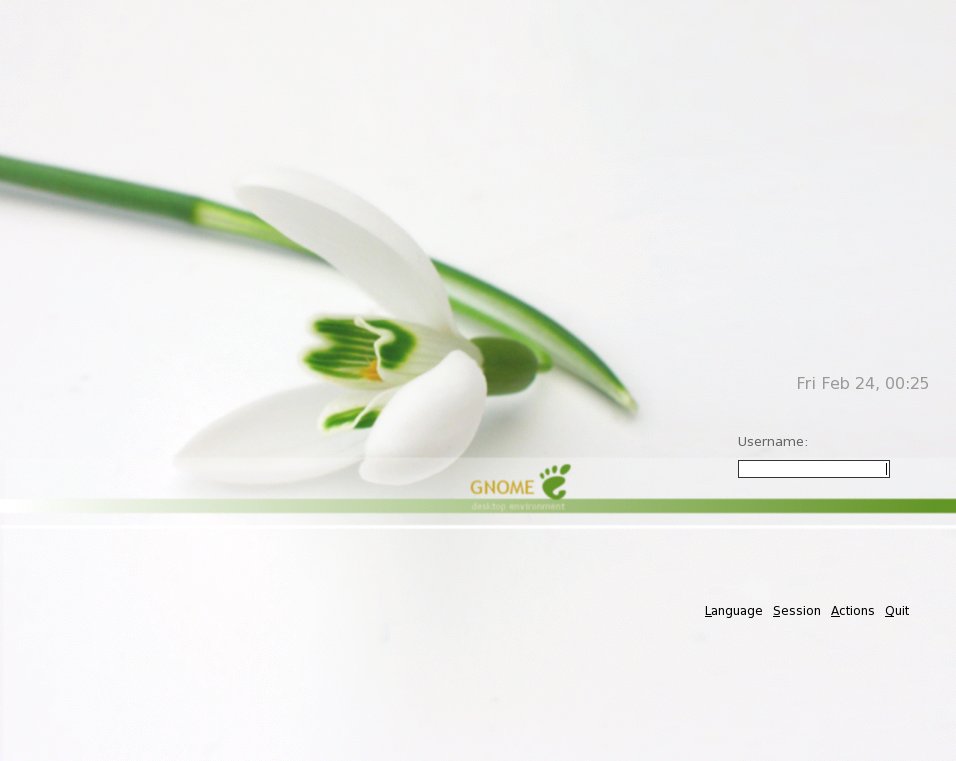 Fri Feb 24, 00:25
Username:
GNOME
desktop environment
Language Session Actions Quit